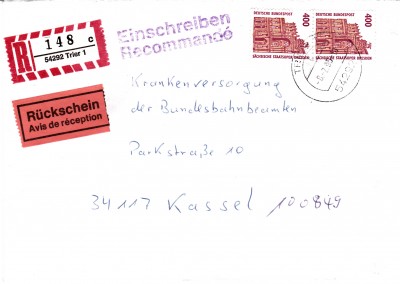 R 148 c
54292 Trier 1
Einschreiben
Recommandé
DEUTSCHE BUNDESPOST
400
SÄCHSISCHE STAATSOPER DRESDEN
DEUTSCHE BUNDESPOST
400
SÄCHSISCHE STAATSOPER DRESDEN
Rückschein
Avis de réception
Krankenversorgung
der Bundesbahnbeamten
Parkstraße 10
34117 Kassel 100849